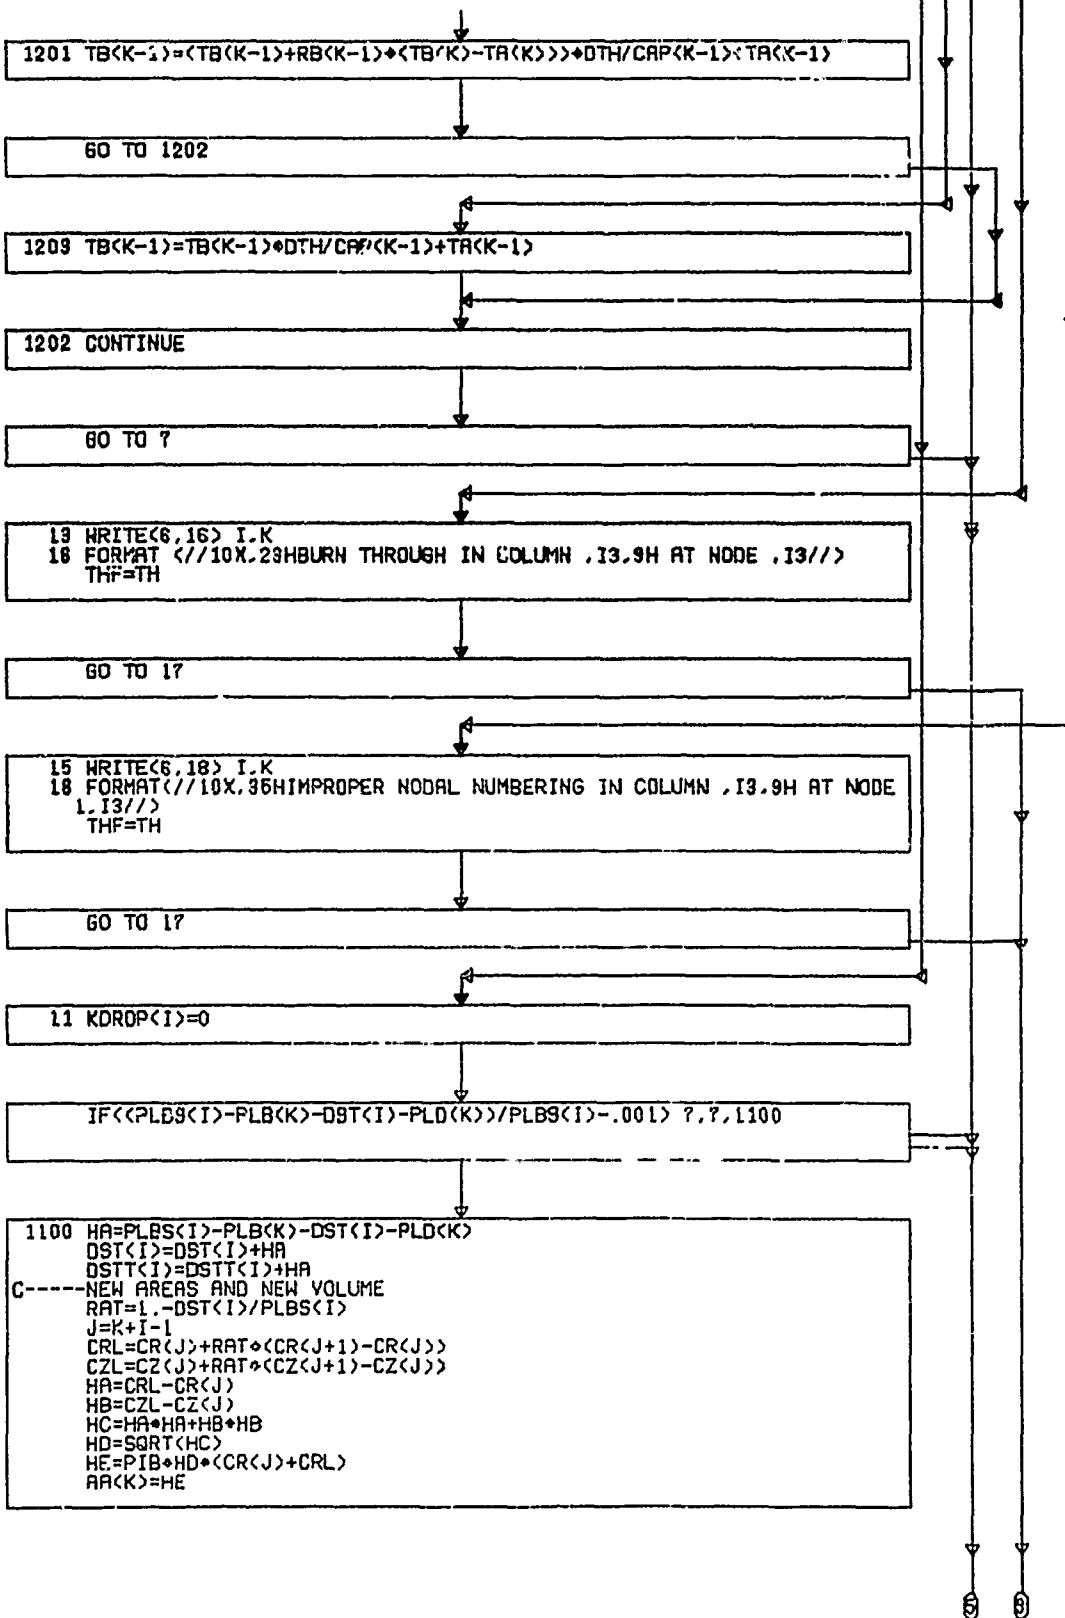 1201 TB(K-1)=(TB(K-1)+RB(K-1)*(TB(K)-TA(K)))*DTH/CAP(K-1)+TA(K-1)
GO TO 1202
1203 TB(K-1)=TB(K-1)*DTH/CAP(K-1)+TA(K-1)
1202 CONTINUE
GO TO 7
13 WRITE(6,16) I,K
16 FORMAT (//10X,23HBURN THROUGH IN COLUMN ,I3,9H AT NODE ,I3//)
THF=TH
GO TO 17
15 WRITE(6,18) I,K
18 FORMAT(//10X,36HIMPROPER NODAL NUMBERING IN COLUMN ,I3,9H AT NODE
1,I3//)
THF=TH
GO TO 17
11 KDROP(I)=0
IF((PLBS(I)-PLB(K)-DST(I)-PLD(K))/PLBS(I)-.001) 7,7,1100
1100 HA=PLBS(I)-PLB(K)-DST(I)-PLD(K)
DST(I)=DST(I)+HA
DSTT(I)=DSTT(I)+HA
C-----NEW AREAS AND NEW VOLUME
RAT=1.-DST(I)/PLBS(I)
J=K+I-1
CRL=CR(J)+RAT*(CR(J+1)-CR(J))
CZL=CZ(J)+RAT*(CZ(J+1)-CZ(J))
HA=CRL-CR(J)
HB=CZL-CZ(J)
HC=HA*HA+HB*HB
HD=SQRT(HC)
HE=PIB*HD*(CR(J)+CRL)
AA(K)=HE